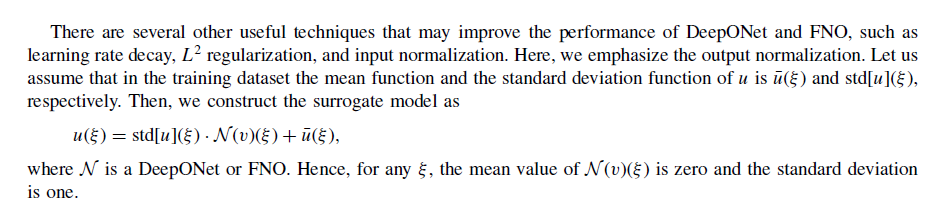 There are several other useful techniques that may improve the performance of DeepONet and FNO, such as
learning rate decay, L² regularization, and input normalization. Here, we emphasize the output normalization. Let us
assume that in the training dataset the mean function and the standard deviation function of u is ū(ξ) and std[u](ξ),
respectively. Then, we construct the surrogate model as
u(ξ) = std[u](ξ) · 𝒩(v)(ξ) + ū(ξ),
where 𝒩 is a DeepONet or FNO. Hence, for any ξ, the mean value of 𝒩(v)(ξ) is zero and the standard deviation
is one.